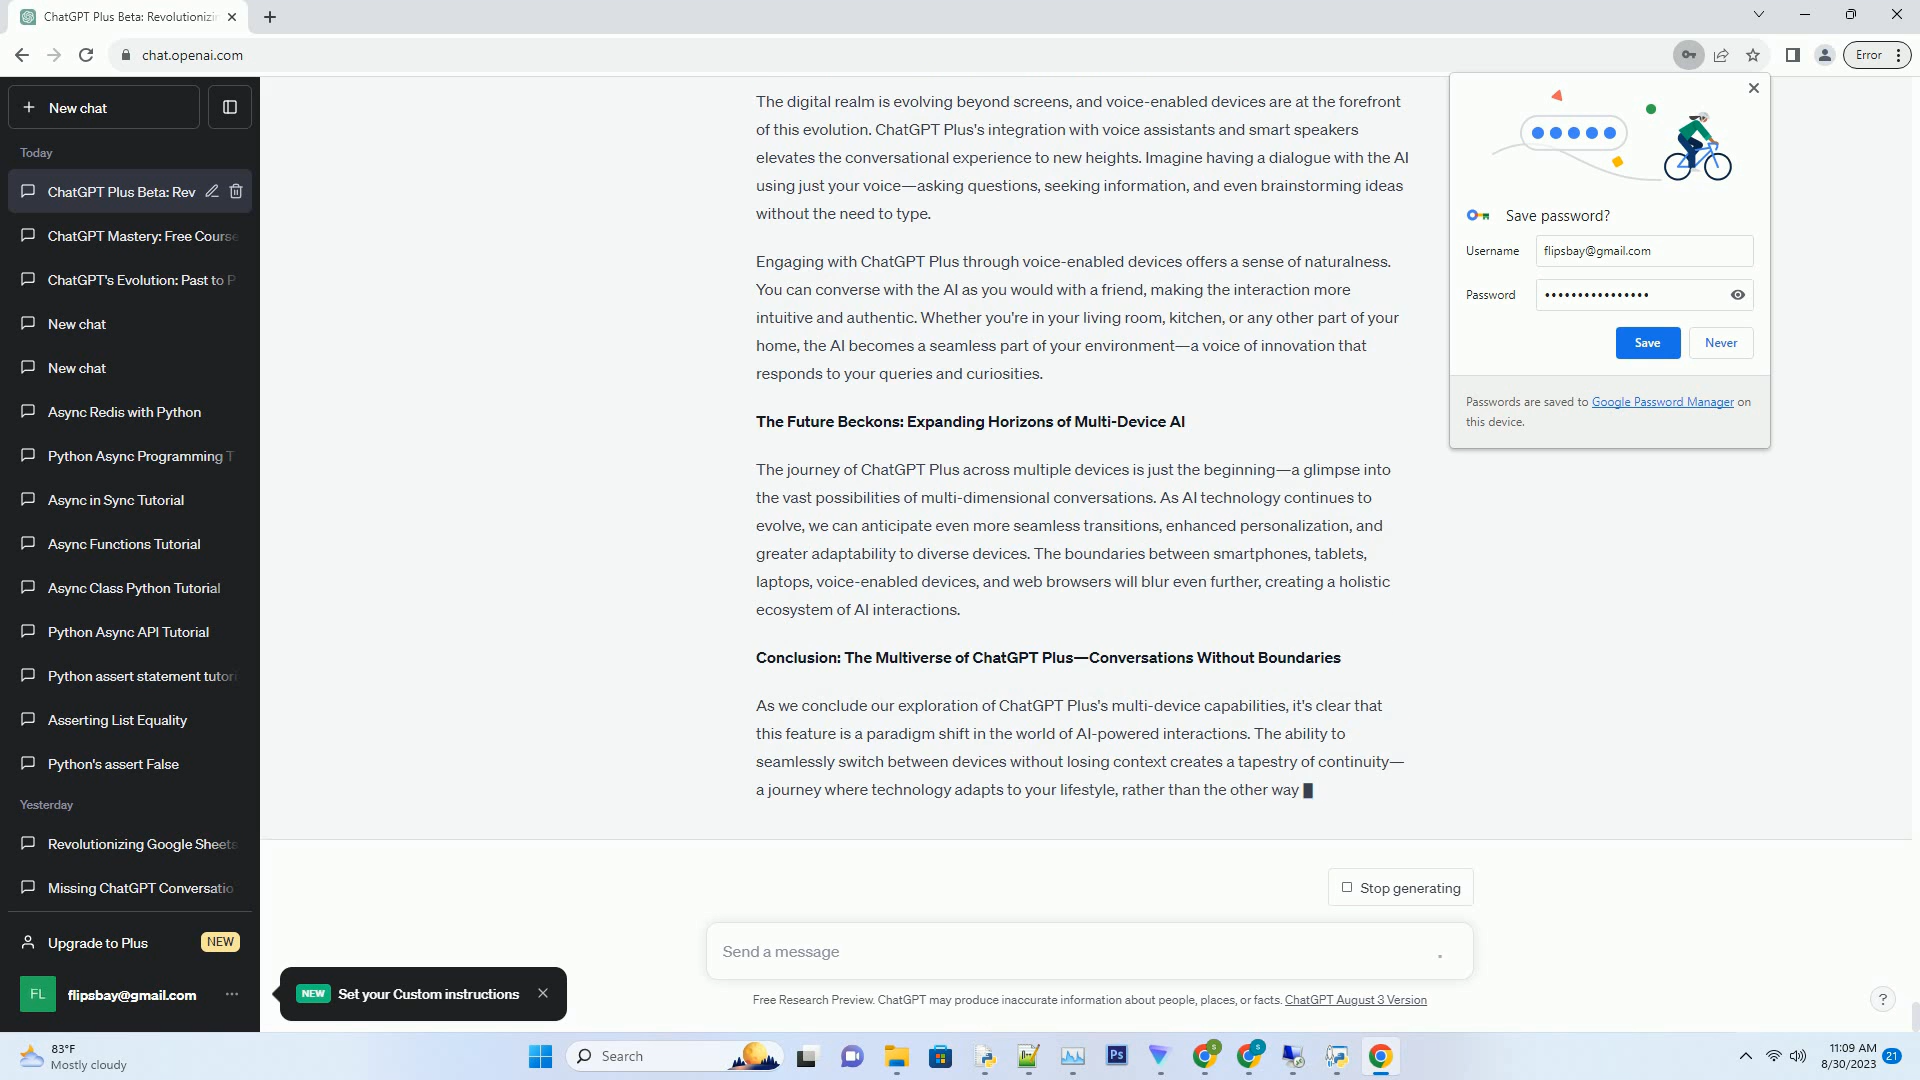 ChatGPT Plus Beta: Revolutionizin
chat.openai.com
Error
New chat
Today
ChatGPT Plus Beta: Rev
ChatGPT Mastery: Free Course
ChatGPT's Evolution: Past to P
New chat
New chat
Async Redis with Python
Python Async Programming T
Async in Sync Tutorial
Async Functions Tutorial
Async Class Python Tutorial
Python Async API Tutorial
Python assert statement tutori
Asserting List Equality
Python's assert False
Yesterday
Revolutionizing Google Sheets
Missing ChatGPT Conversatio
Upgrade to Plus NEW
FL flipsbay@gmail.com
The digital realm is evolving beyond screens, and voice-enabled devices are at the forefront
of this evolution. ChatGPT Plus's integration with voice assistants and smart speakers
elevates the conversational experience to new heights. Imagine having a dialogue with the AI
using just your voice—asking questions, seeking information, and even brainstorming ideas
without the need to type.
Engaging with ChatGPT Plus through voice-enabled devices offers a sense of naturalness.
You can converse with the AI as you would with a friend, making the interaction more
intuitive and authentic. Whether you're in your living room, kitchen, or any other part of your
home, the AI becomes a seamless part of your environment—a voice of innovation that
responds to your queries and curiosities.
The Future Beckons: Expanding Horizons of Multi-Device AI
The journey of ChatGPT Plus across multiple devices is just the beginning—a glimpse into
the vast possibilities of multi-dimensional conversations. As AI technology continues to
evolve, we can anticipate even more seamless transitions, enhanced personalization, and
greater adaptability to diverse devices. The boundaries between smartphones, tablets,
laptops, voice-enabled devices, and web browsers will blur even further, creating a holistic
ecosystem of AI interactions.
Conclusion: The Multiverse of ChatGPT Plus—Conversations Without Boundaries
As we conclude our exploration of ChatGPT Plus's multi-device capabilities, it's clear that
this feature is a paradigm shift in the world of AI-powered interactions. The ability to
seamlessly switch between devices without losing context creates a tapestry of continuity—
a journey where technology adapts to your lifestyle, rather than the other way
Save password?
Username flipsbay@gmail.com
Password ••••••••••••••••
Save Never
Passwords are saved to Google Password Manager on
this device.
Stop generating
Send a message
NEW Set your Custom instructions
Free Research Preview. ChatGPT may produce inaccurate information about people, places, or facts. ChatGPT August 3 Version
?
83°F
Mostly cloudy
Search
Ps
S
S
11:09 AM
8/30/2023
21